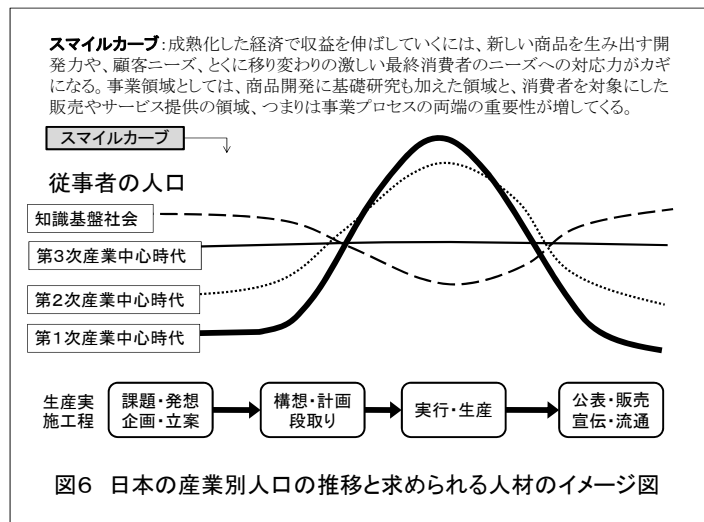 スマイルカーブ：成熟化した経済で収益を伸ばしていくには、新しい商品を生み出す開
発力や、顧客ニーズ、とくに移り変わりの激しい最終消費者のニーズへの対応力がカギ
になる。事業領域としては、商品開発に基礎研究も加えた領域と、消費者を対象にした
販売やサービス提供の領域、つまりは事業プロセスの両端の重要性が増してくる。
スマイルカーブ
従事者の人口
知識基盤社会
第３次産業中心時代
第２次産業中心時代
第１次産業中心時代
生産実
施工程
課題・発想
企画・立案
構想・計画
段取り
実行・生産
公表・販売
宣伝・流通
図６　日本の産業別人口の推移と求められる人材のイメージ図